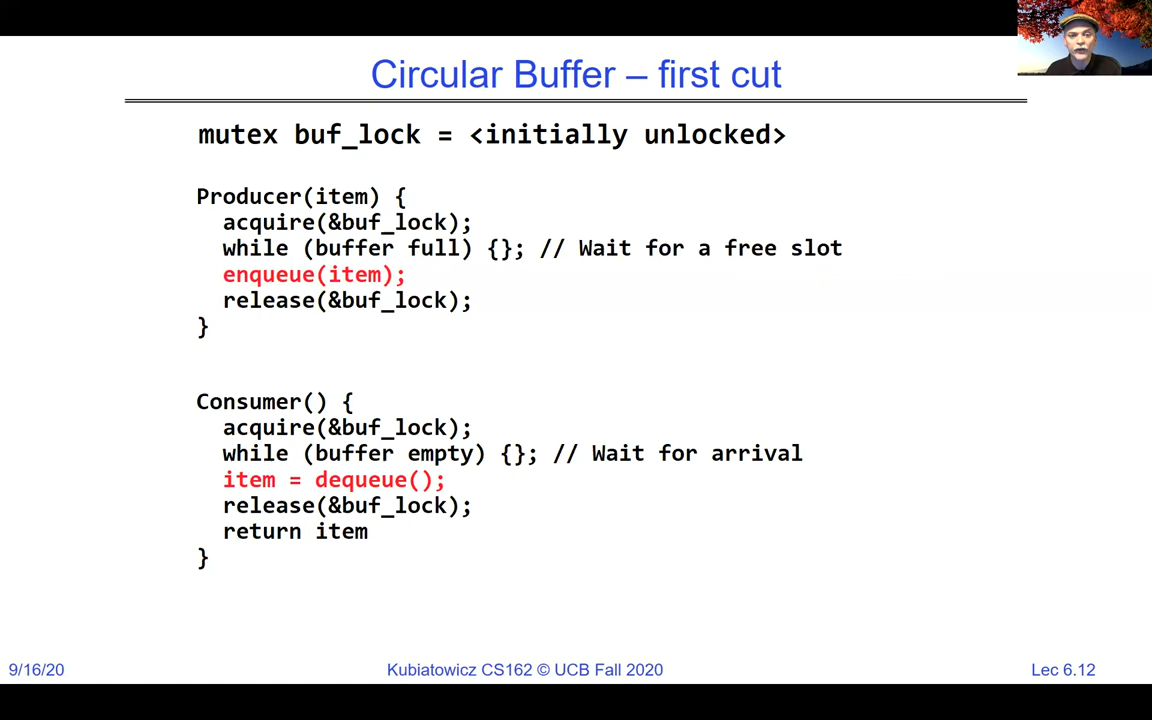 Circular Buffer – first cut
mutex buf_lock = <initially unlocked>
Producer(item) {
acquire(&buf_lock);
while (buffer full) {}; // Wait for a free slot
enqueue(item);
release(&buf_lock);
}
Consumer() {
acquire(&buf_lock);
while (buffer empty) {}; // Wait for arrival
item = dequeue();
release(&buf_lock);
return item
}
9/16/20
Kubiatowicz CS162 © UCB Fall 2020
Lec 6.12